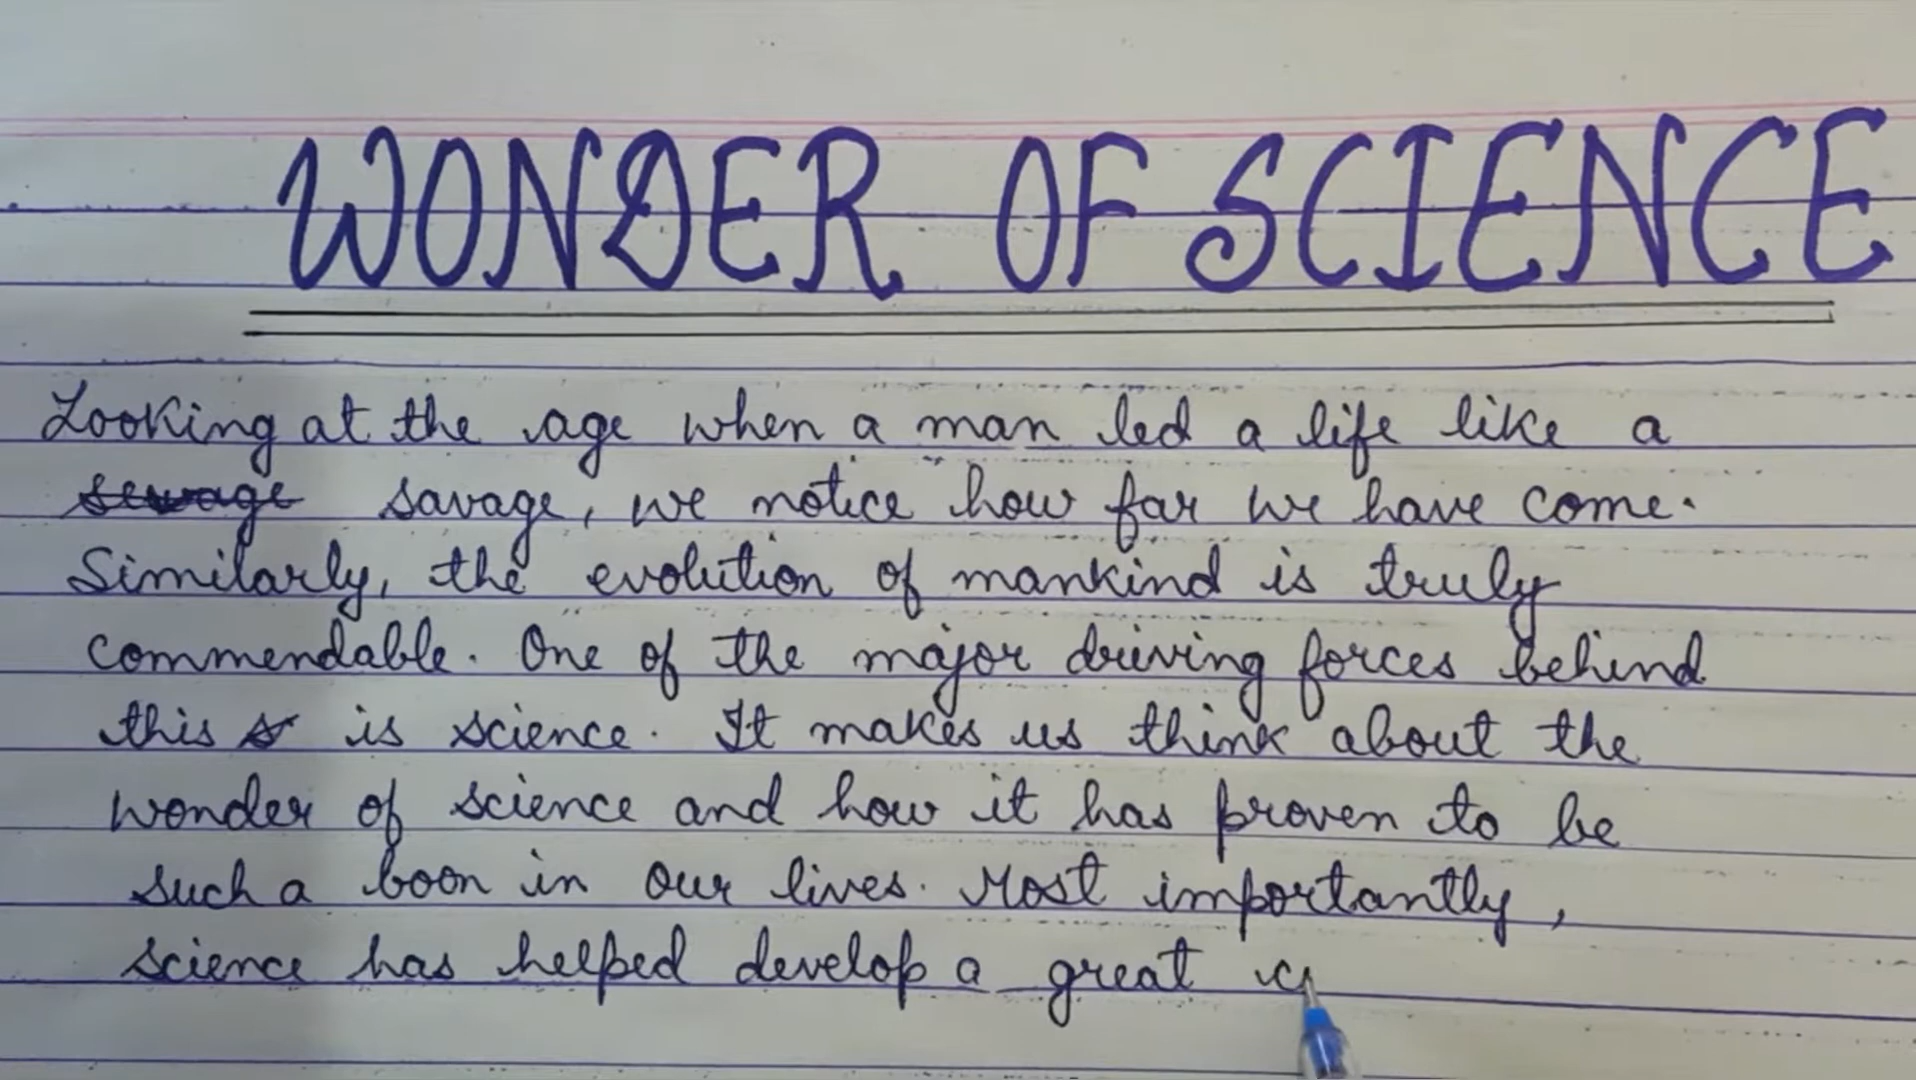 WONDER OF SCIENCE
Looking at the age when a man led a life like a
sewage savage, we notice how far we have come.
Similarly, the evolution of mankind is truly
commendable. One of the major driving forces behind
this is science. It makes us think about the
wonder of science and how it has proven to be
such a boon in our lives. Most importantly,
science has helped develop a great